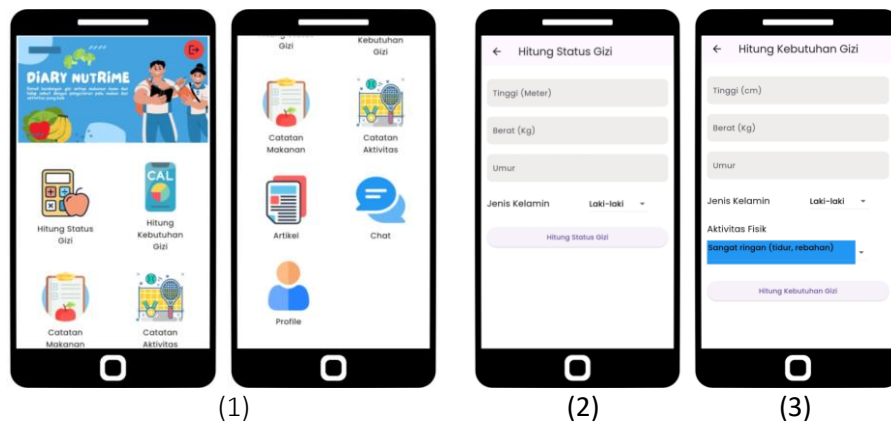 DiARY NUTRiME
Hitung Status
Gizi
CAL
Hitung
Kebutuhan
Gizi
Catatan
Makanan
Catatan
Aktivitas
Kebutuhan
Gizi
Gizi
Catatan
Makanan
Catatan
Aktivitas
Artikel
Chat
Profile
(1)
← Hitung Status Gizi
Tinggi (Meter)
Berat (Kg)
Umur
Jenis Kelamin Laki-laki
Hitung Status Gizi
(2)
← Hitung Kebutuhan Gizi
Tinggi (cm)
Berat (Kg)
Umur
Jenis Kelamin Laki-laki
Aktivitas Fisik
Sangat ringan (tidur, rebahan)
Hitung Kebutuhan Gizi
(3)